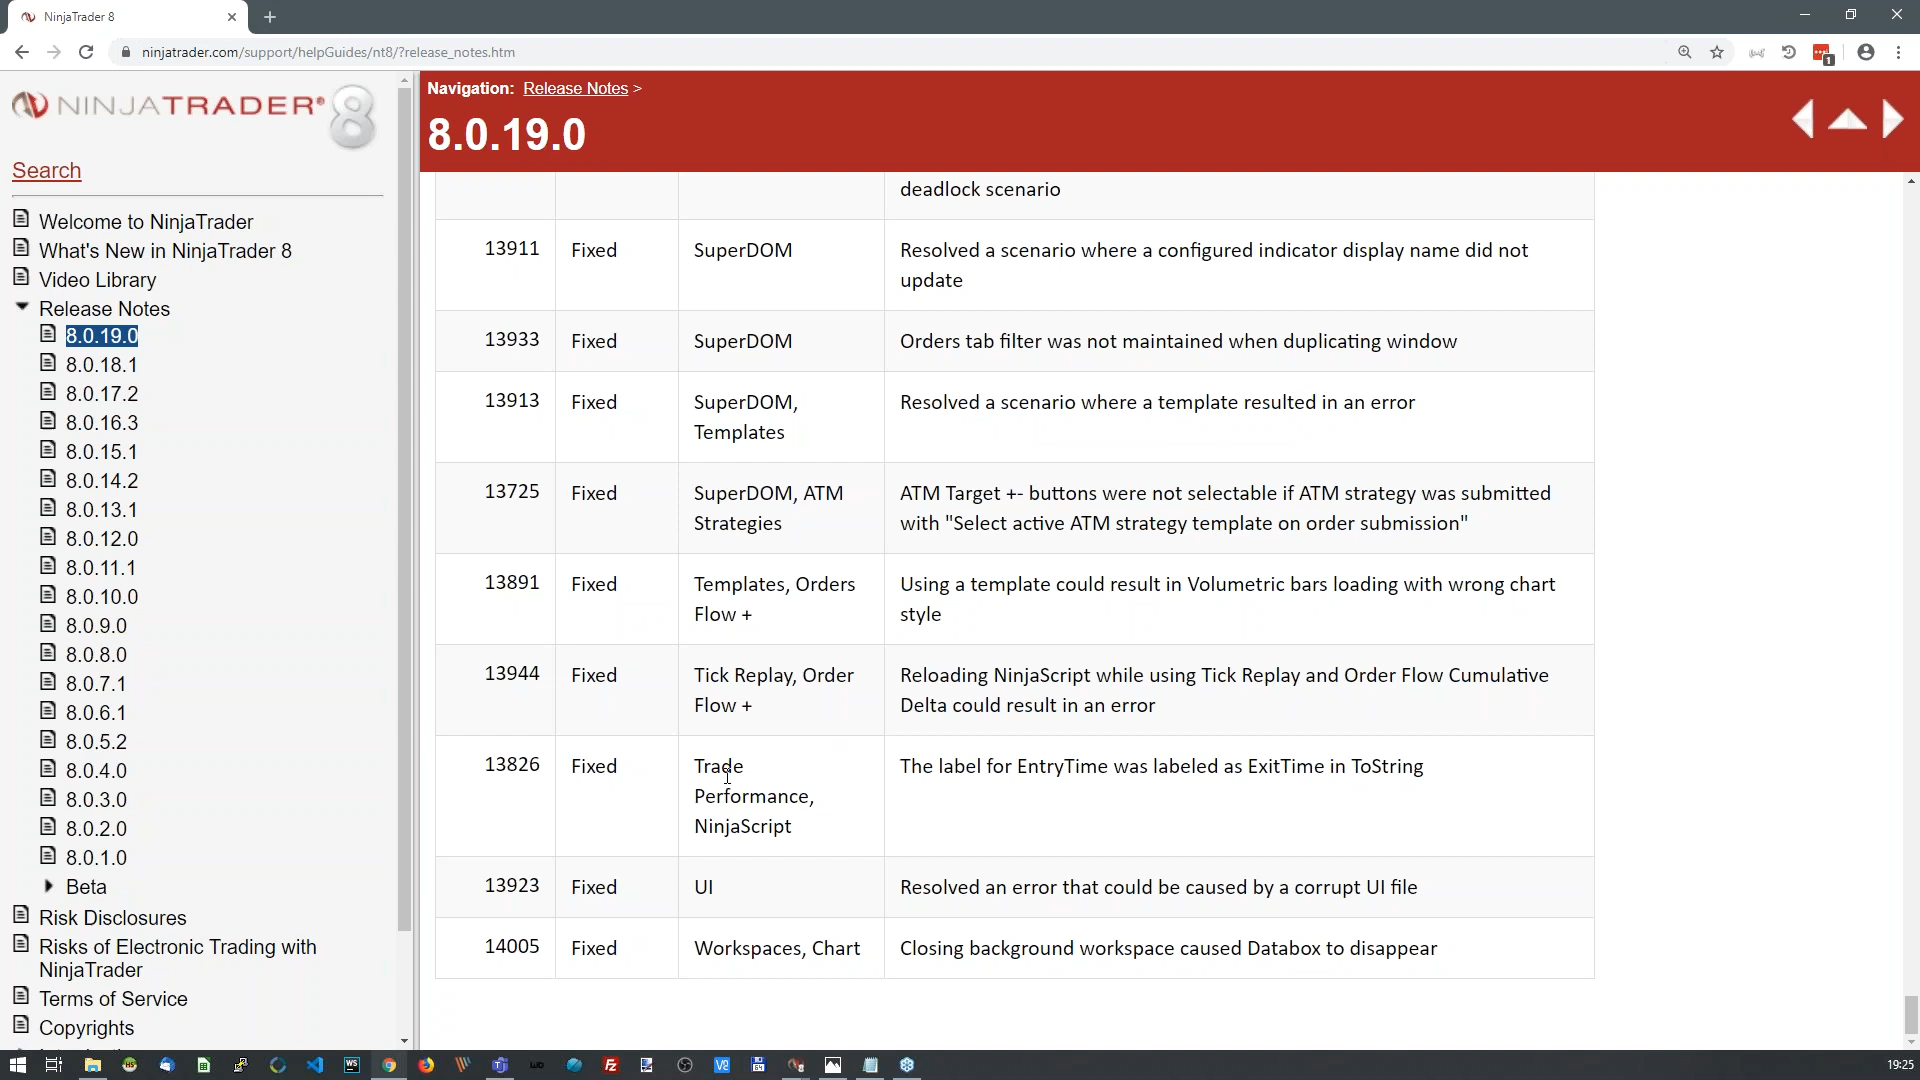 NinjaTrader 8
ninjatrader.com/support/helpGuides/nt8/?release_notes.htm
1
NINJATRADER® 8
Search
Welcome to NinjaTrader
What's New in NinjaTrader 8
Video Library
Release Notes
8.0.19.0
8.0.18.1
8.0.17.2
8.0.16.3
8.0.15.1
8.0.14.2
8.0.13.1
8.0.12.0
8.0.11.1
8.0.10.0
8.0.9.0
8.0.8.0
8.0.7.1
8.0.6.1
8.0.5.2
8.0.4.0
8.0.3.0
8.0.2.0
8.0.1.0
Beta
Risk Disclosures
Risks of Electronic Trading with
NinjaTrader
Terms of Service
Copyrights
Navigation: Release Notes >
8.0.19.0
deadlock scenario
13911 Fixed SuperDOM Resolved a scenario where a configured indicator display name did not
update
13933 Fixed SuperDOM Orders tab filter was not maintained when duplicating window
13913 Fixed SuperDOM, Resolved a scenario where a template resulted in an error
Templates
13725 Fixed SuperDOM, ATM ATM Target +- buttons were not selectable if ATM strategy was submitted
Strategies with "Select active ATM strategy template on order submission"
13891 Fixed Templates, Orders Using a template could result in Volumetric bars loading with wrong chart
Flow + style
13944 Fixed Tick Replay, Order Reloading NinjaScript while using Tick Replay and Order Flow Cumulative
Flow + Delta could result in an error
13826 Fixed Trade The label for EntryTime was labeled as ExitTime in ToString
Performance,
NinjaScript
13923 Fixed UI Resolved an error that could be caused by a corrupt UI file
14005 Fixed Workspaces, Chart Closing background workspace caused Databox to disappear
WS
19:25